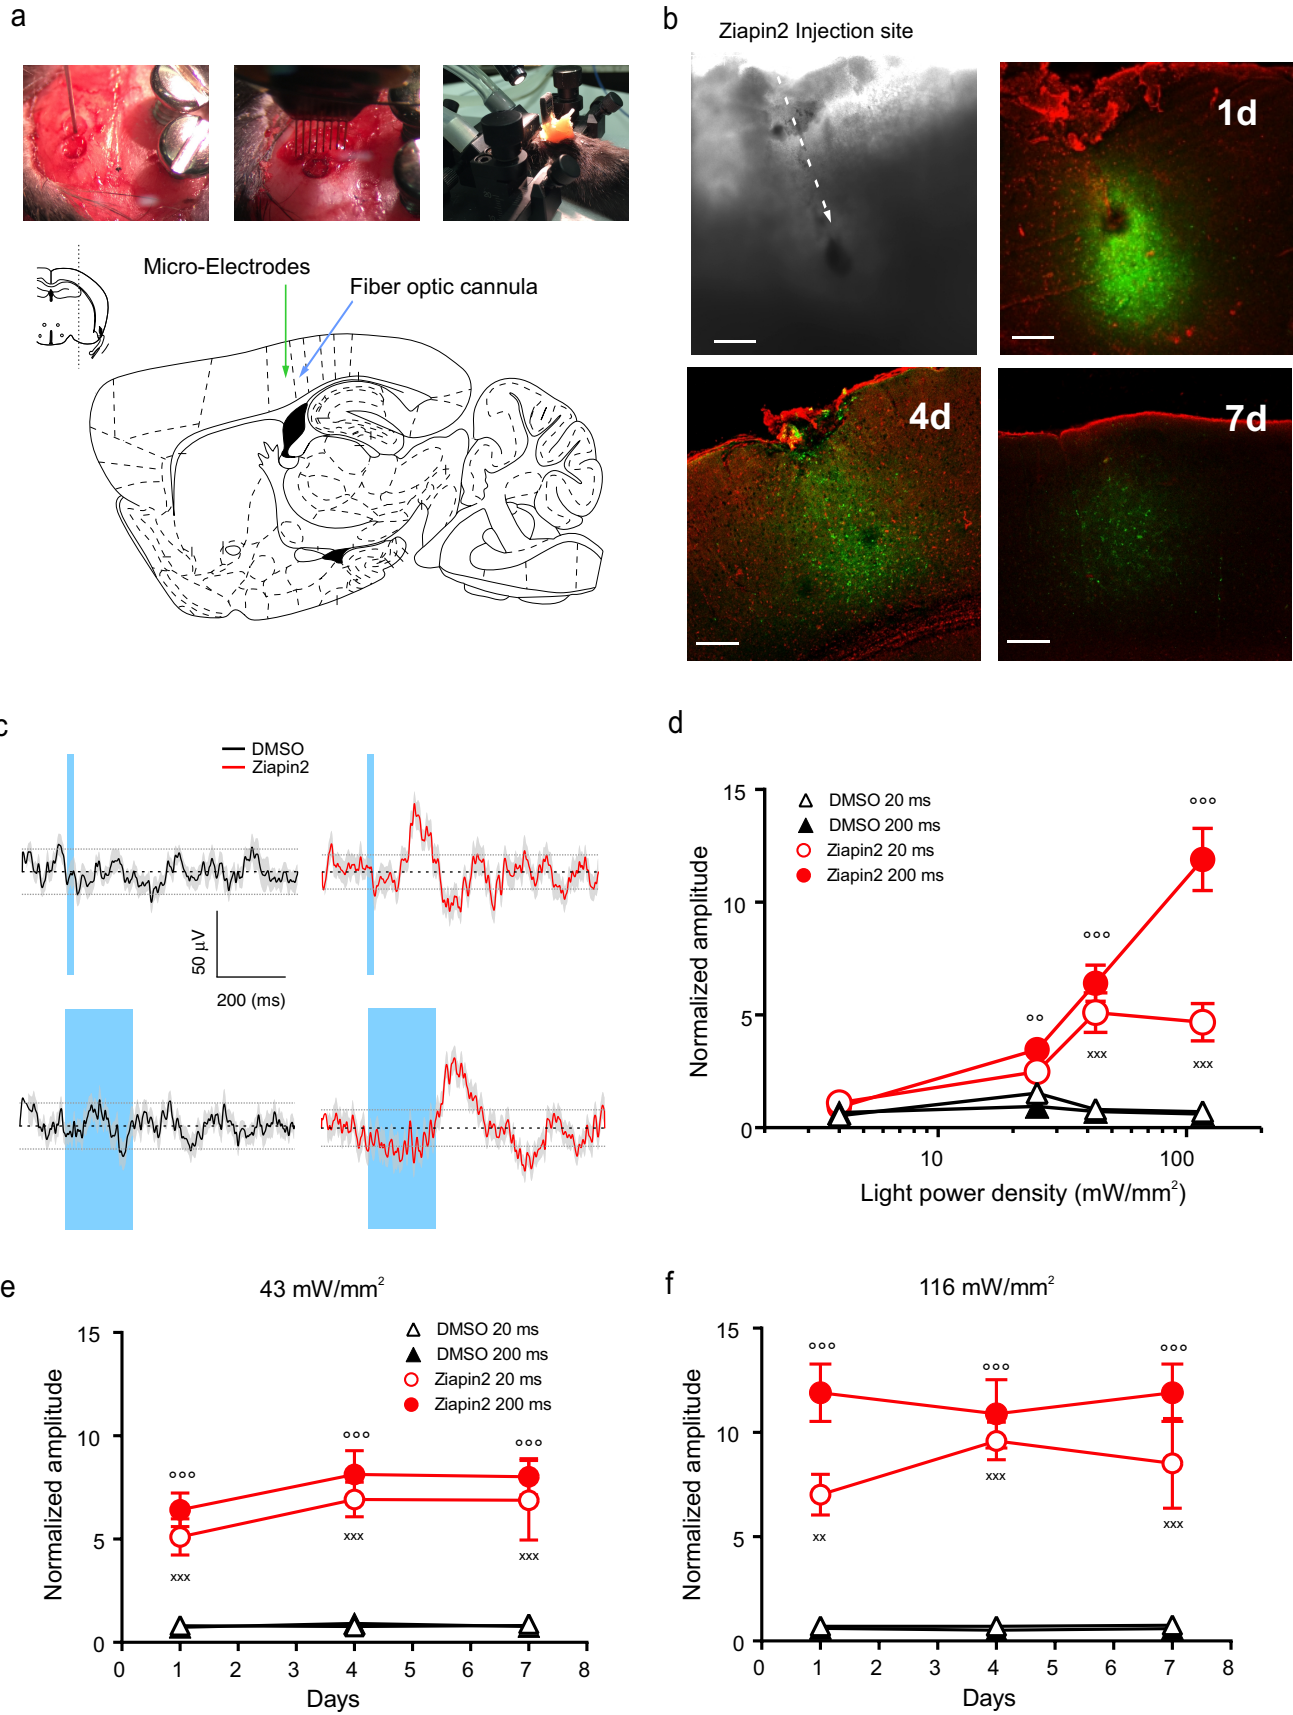 a
Micro-Electrodes
Fiber optic cannula
b
Ziapin2 Injection site
1d
4d
7d
c
DMSO
Ziapin2
50 µV
200 (ms)
d
DMSO 20 ms
DMSO 200 ms
Ziapin2 20 ms
Ziapin2 200 ms
Normalized amplitude
15
10
5
0
°°°
°°°
°°
xxx
xxx
10
100
Light power density (mW/mm²)
e
43 mW/mm²
DMSO 20 ms
DMSO 200 ms
Ziapin2 20 ms
Ziapin2 200 ms
Normalized amplitude
15
10
5
0
°°°
°°°
°°°
xxx
xxx
xxx
0 1 2 3 4 5 6 7 8
Days
f
116 mW/mm²
Normalized amplitude
15
10
5
0
°°°
°°°
°°°
xx
xxx
xxx
0 1 2 3 4 5 6 7 8
Days